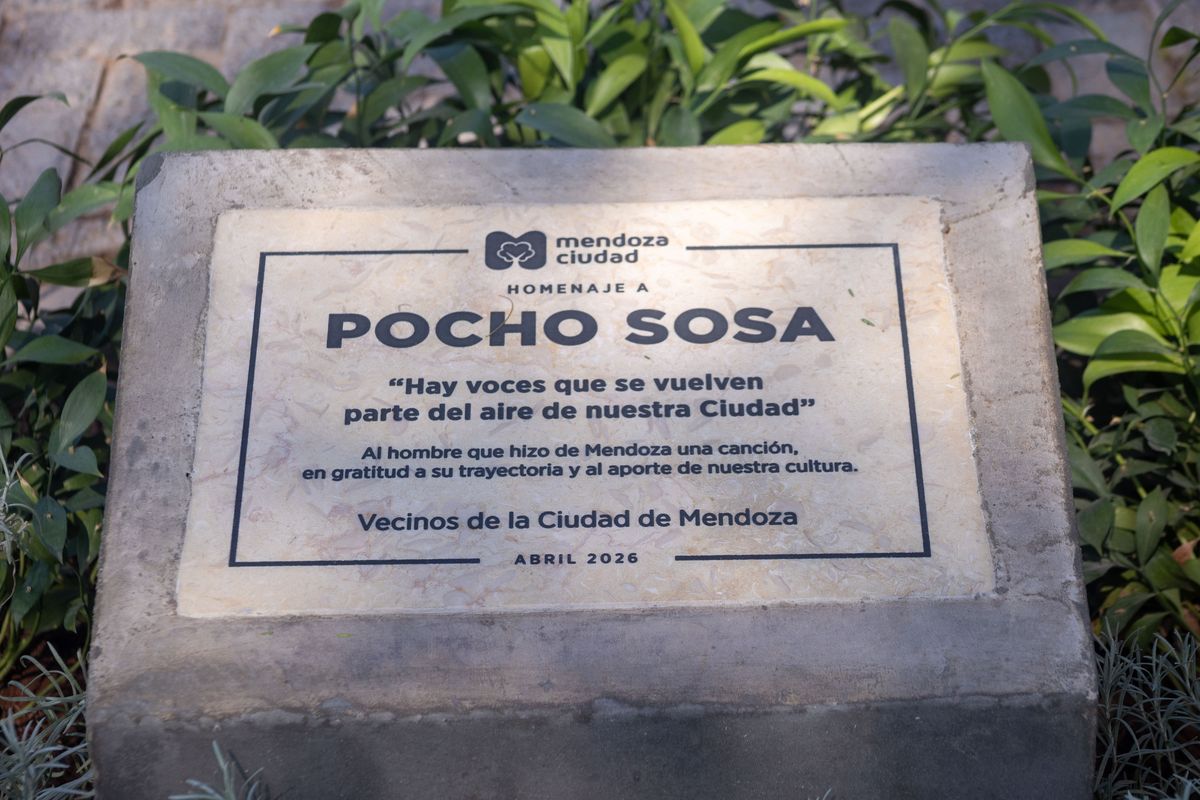 mendoza
ciudad
HOMENAJE A
POCHO SOSA
“Hay voces que se vuelven
parte del aire de nuestra Ciudad”
Al hombre que hizo de Mendoza una canción,
en gratitud a su trayectoria y al aporte de nuestra cultura.
Vecinos de la Ciudad de Mendoza
ABRIL 2026